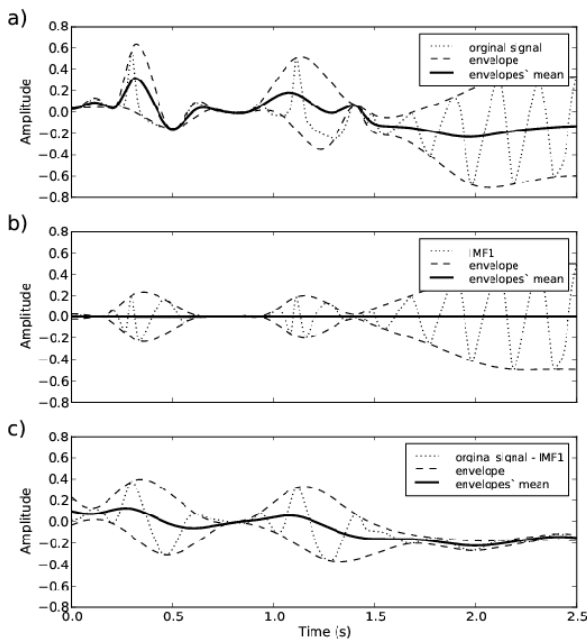 a)
0.8
0.6
0.4
0.2
0.0
−0.2
−0.4
−0.6
−0.8
Amplitude
orginal signal
envelope
envelopes` mean
b)
0.8
0.6
0.4
0.2
0.0
−0.2
−0.4
−0.6
−0.8
Amplitude
IMF1
envelope
envelopes` mean
c)
0.8
0.6
0.4
0.2
0.0
−0.2
−0.4
−0.6
−0.8
Amplitude
orginal signal - IMF1
envelope
envelopes` mean
0.0 0.5 1.0 1.5 2.0 2.5
Time (s)